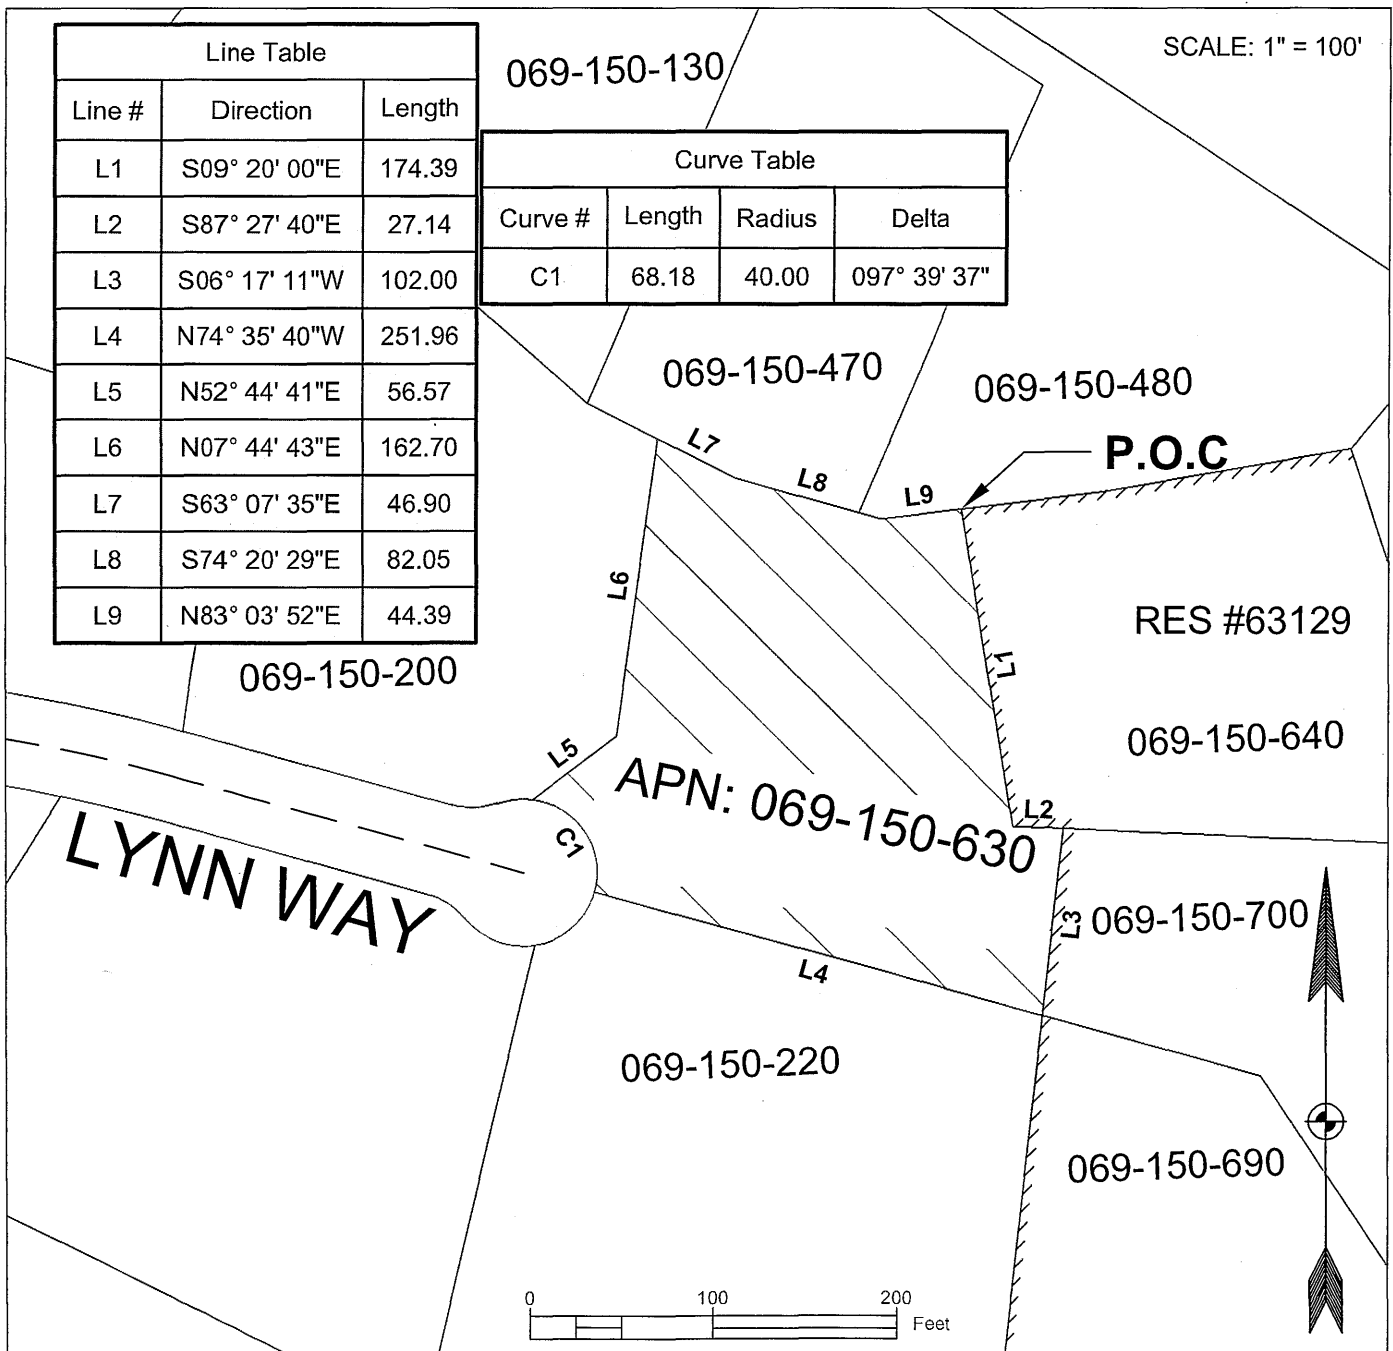 SCALE: 1" = 100'
Line Table
Line # Direction Length
L1 S09° 20' 00"E 174.39
L2 S87° 27' 40"E 27.14
L3 S06° 17' 11"W 102.00
L4 N74° 35' 40"W 251.96
L5 N52° 44' 41"E 56.57
L6 N07° 44' 43"E 162.70
L7 S63° 07' 35"E 46.90
L8 S74° 20' 29"E 82.05
L9 N83° 03' 52"E 44.39
069-150-130
Curve Table
Curve # Length Radius Delta
C1 68.18 40.00 097° 39' 37"
069-150-470
069-150-480
L7
P.O.C
L8
L9
L6
RES #63129
L1
069-150-200
069-150-640
L5
APN: 069-150-630
L2
C1
LYNN WAY
L3
069-150-700
L4
069-150-220
069-150-690
0 100 200
Feet